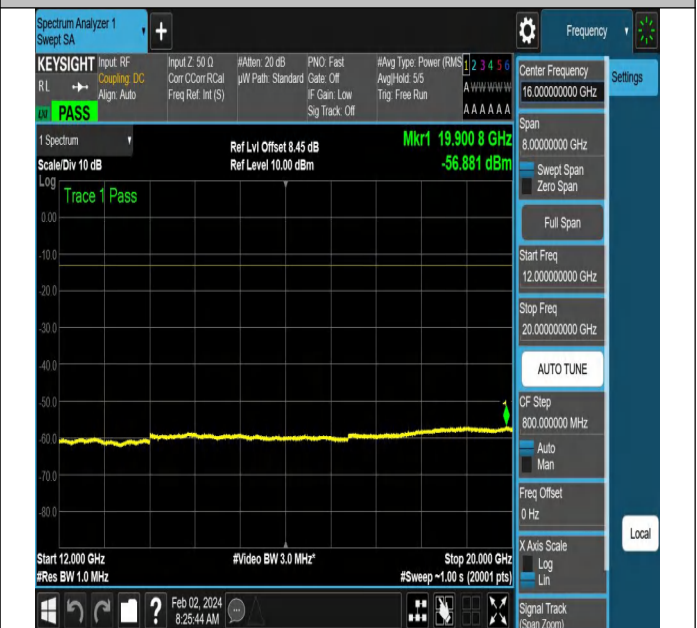 Spectrum Analyzer 1
Swept SA
Frequency
Settings
KEYSIGHT
RL
Input: RF
Coupling: DC
Align: Auto
Input Z: 50 Ω
Corr CCorr RCal
Freq Ref: Int (S)
#Atten: 20 dB
µW Path: Standard
PNO: Fast
Gate: Off
IF Gain: Low
Sig Track: Off
#Avg Type: Power (RMS
Avg|Hold: 5/5
Trig: Free Run
1 2 3 4 5 6
A W W W W W
A A A A A A
PASS
1 Spectrum
Scale/Div 10 dB
Ref Lvl Offset 8.45 dB
Ref Level 10.00 dBm
Mkr1 19.900 8 GHz
-56.881 dBm
Log
Trace 1 Pass
0.00
-10.0
-20.0
-30.0
-40.0
-50.0
-60.0
-70.0
-80.0
1
Start 12.000 GHz
#Res BW 1.0 MHz
#Video BW 3.0 MHz*
Stop 20.000 GHz
#Sweep ~1.00 s (20001 pts)
Center Frequency
16.000000000 GHz
Span
8.00000000 GHz
Swept Span
Zero Span
Full Span
Start Freq
12.000000000 GHz
Stop Freq
20.000000000 GHz
AUTO TUNE
CF Step
800.000000 MHz
Auto
Man
Freq Offset
0 Hz
X Axis Scale
Log
Lin
Signal Track
(Span Zoom)
Local
Feb 02, 2024
8:25:44 AM